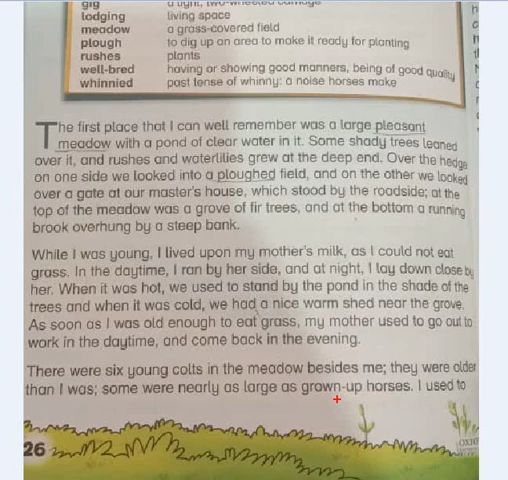 gig a light, two-wheeled carriage
lodging living space
meadow a grass-covered field
plough to dig up an area to make it ready for planting
rushes plants
well-bred having or showing good manners, being of good quality
whinnied past tense of whinny: a noise horses make
The first place that I can well remember was a large pleasant
meadow with a pond of clear water in it. Some shady trees leaned
over it, and rushes and waterlilies grew at the deep end. Over the hedge
on one side we looked into a ploughed field, and on the other we looked
over a gate at our master's house, which stood by the roadside; at the
top of the meadow was a grove of fir trees, and at the bottom a running
brook overhung by a steep bank.
While I was young, I lived upon my mother's milk, as I could not eat
grass. In the daytime, I ran by her side, and at night, I lay down close by
her. When it was hot, we used to stand by the pond in the shade of the
trees and when it was cold, we had a nice warm shed near the grove.
As soon as I was old enough to eat grass, my mother used to go out to
work in the daytime, and come back in the evening.
There were six young colts in the meadow besides me; they were older
than I was; some were nearly as large as grown-up horses. I used to
26